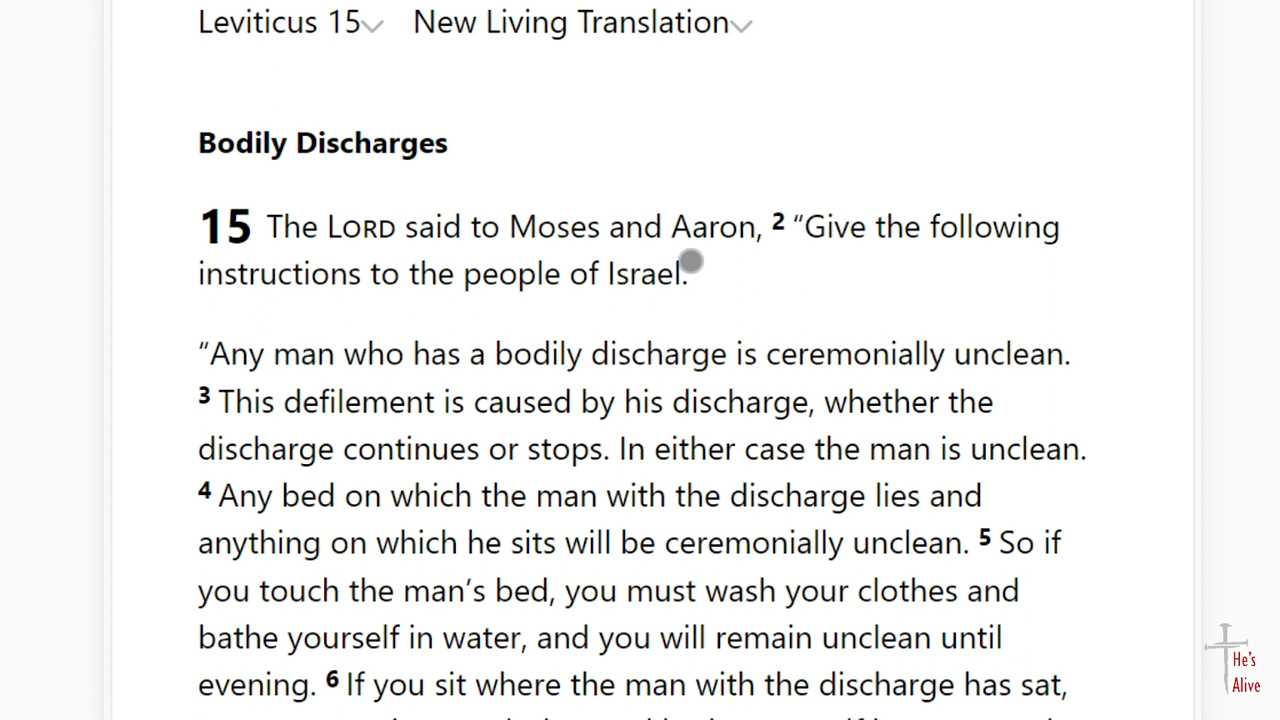 Leviticus 15 New Living Translation
Bodily Discharges
15 The LORD said to Moses and Aaron, 2 “Give the following
instructions to the people of Israel.
“Any man who has a bodily discharge is ceremonially unclean.
3 This defilement is caused by his discharge, whether the
discharge continues or stops. In either case the man is unclean.
4 Any bed on which the man with the discharge lies and
anything on which he sits will be ceremonially unclean. 5 So if
you touch the man’s bed, you must wash your clothes and
bathe yourself in water, and you will remain unclean until
evening. 6 If you sit where the man with the discharge has sat,
He's
Alive